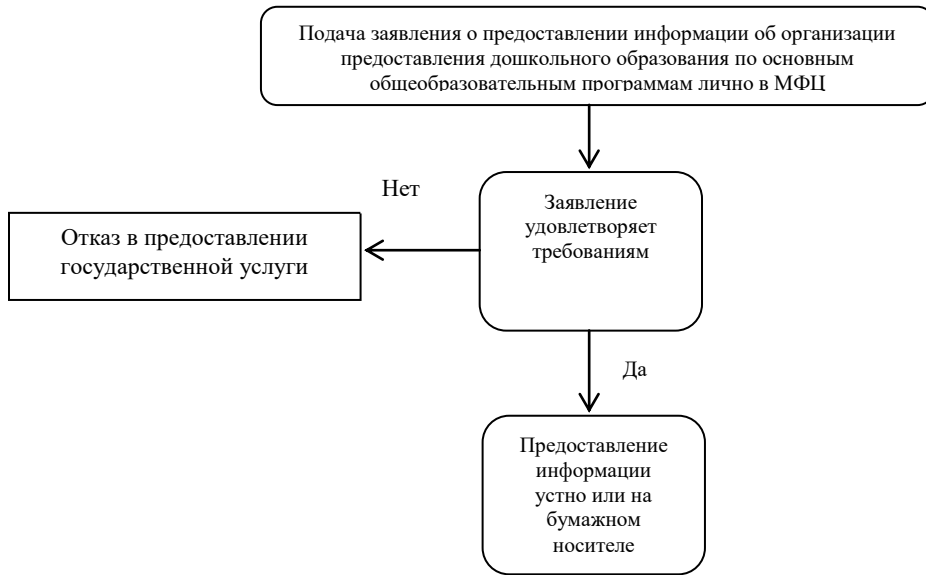 Подача заявления о предоставлении информации об организации
предоставления дошкольного образования по основным
общеобразовательным программам лично в МФЦ
Нет
Заявление
удовлетворяет
требованиям
Отказ в предоставлении
государственной услуги
Да
Предоставление
информации
устно или на
бумажном
носителе